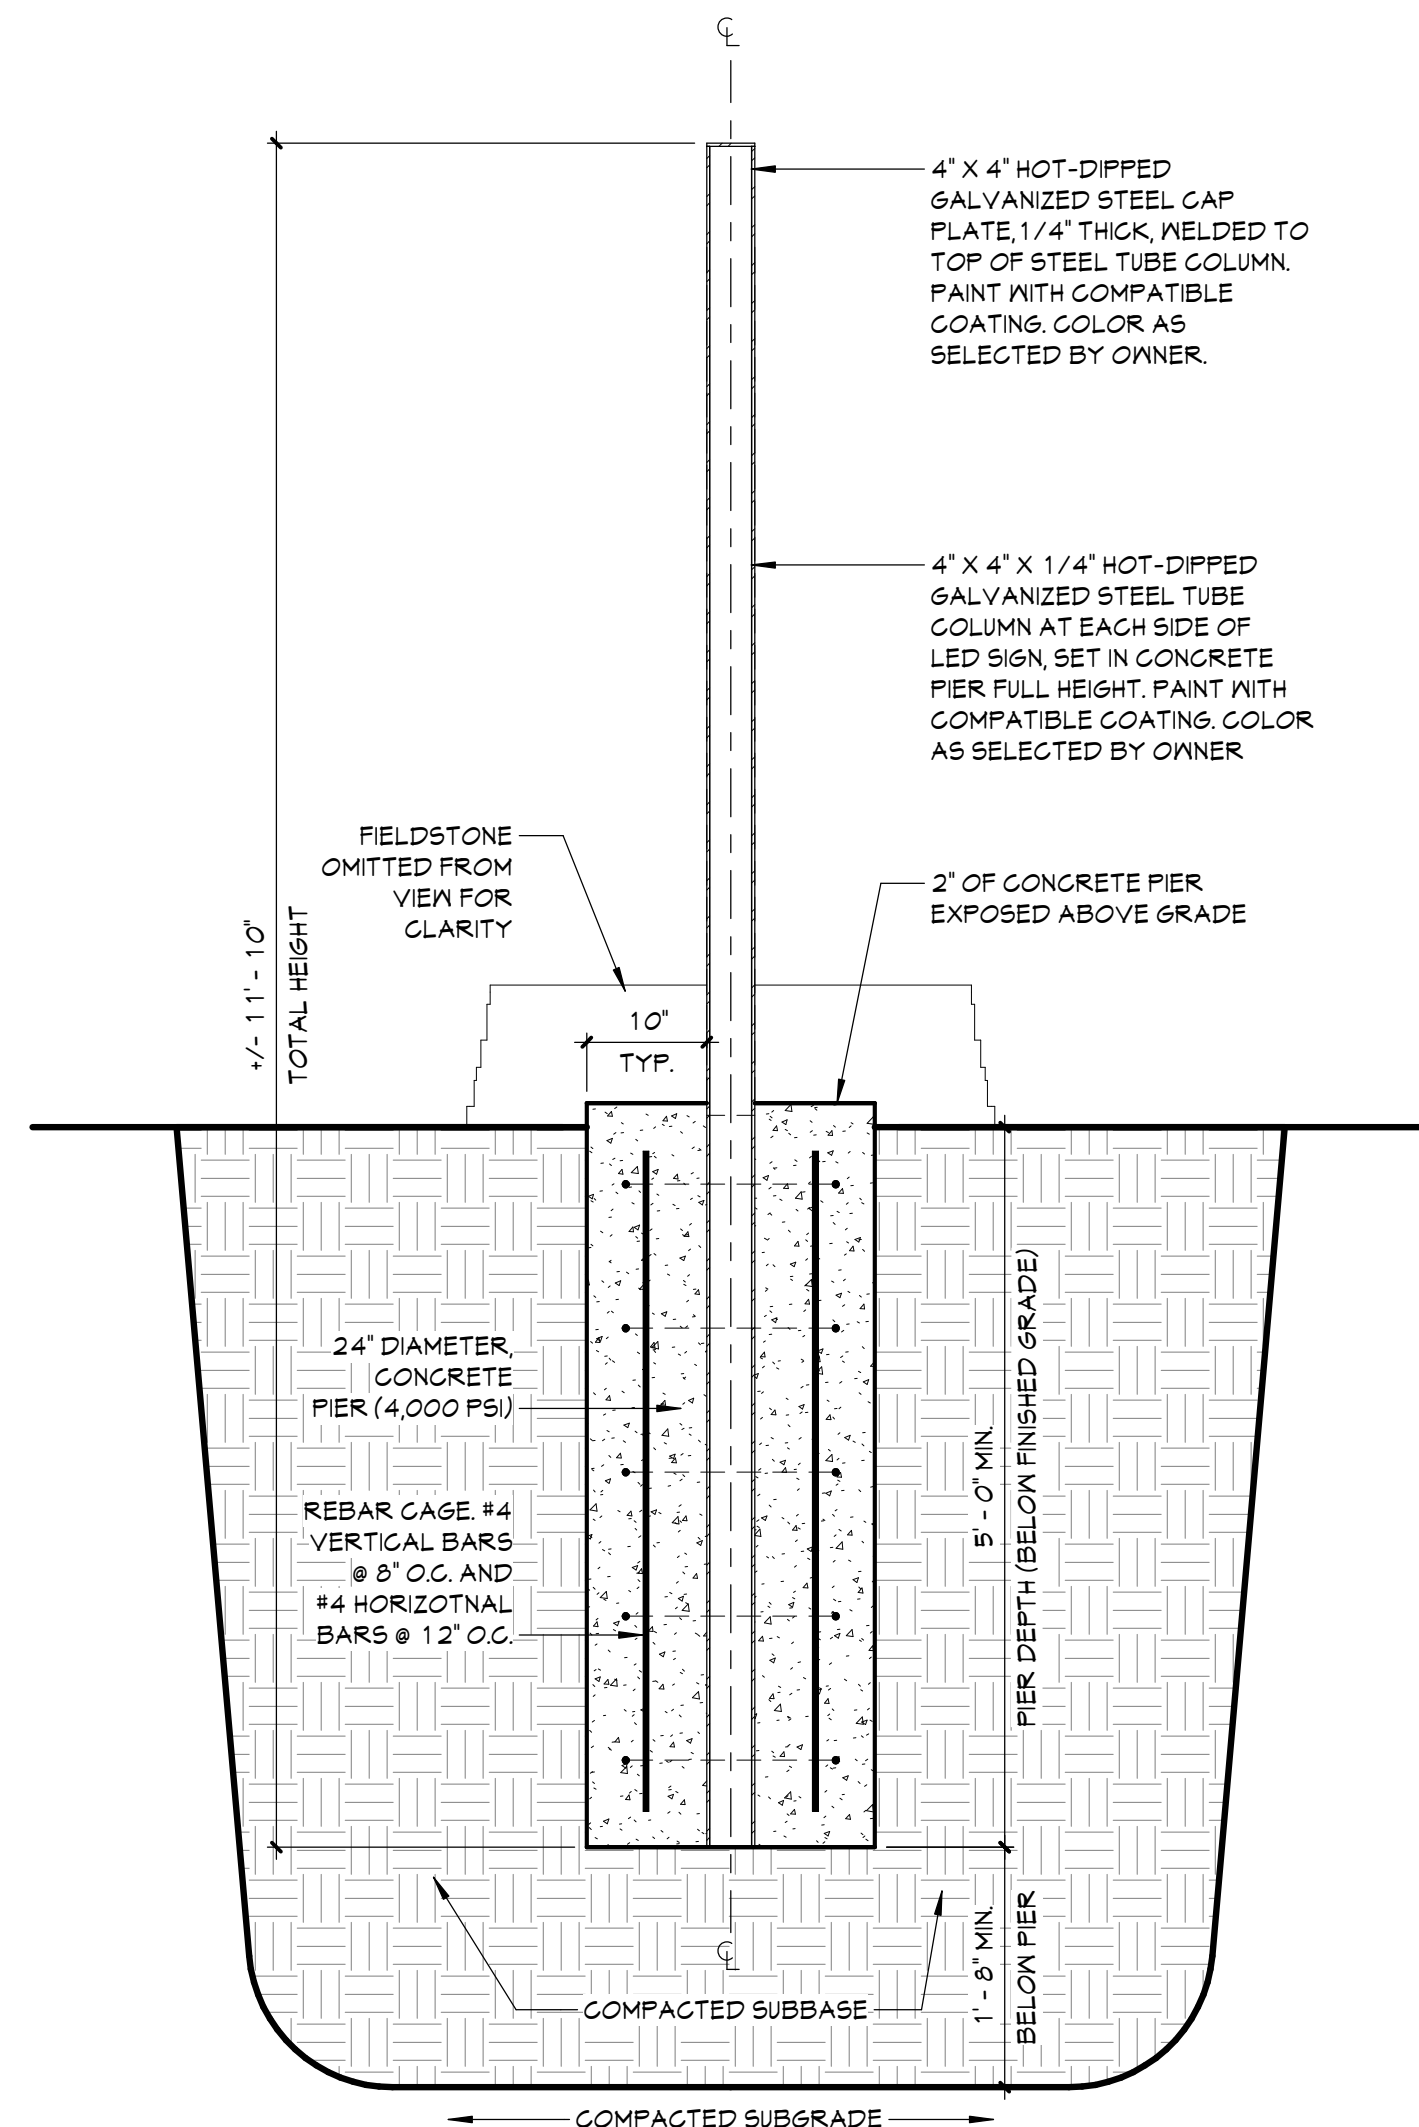 ℄
4" X 4" HOT-DIPPED
GALVANIZED STEEL CAP
PLATE, 1/4" THICK, WELDED TO
TOP OF STEEL TUBE COLUMN.
PAINT WITH COMPATIBLE
COATING. COLOR AS
SELECTED BY OWNER.
4" X 4" X 1/4" HOT-DIPPED
GALVANIZED STEEL TUBE
COLUMN AT EACH SIDE OF
LED SIGN, SET IN CONCRETE
PIER FULL HEIGHT. PAINT WITH
COMPATIBLE COATING. COLOR
AS SELECTED BY OWNER
FIELDSTONE
OMITTED FROM
VIEW FOR
CLARITY
2" OF CONCRETE PIER
EXPOSED ABOVE GRADE
+/- 11' - 10"
TOTAL HEIGHT
10"
TYP.
24" DIAMETER,
CONCRETE
PIER (4,000 PSI)
REBAR CAGE. #4
VERTICAL BARS
@ 8" O.C. AND
#4 HORIZOTNAL
BARS @ 12" O.C.
5' - 0" MIN.
PIER DEPTH (BELOW FINISHED GRADE)
1' - 8" MIN.
BELOW PIER
℄
COMPACTED SUBBASE
COMPACTED SUBGRADE